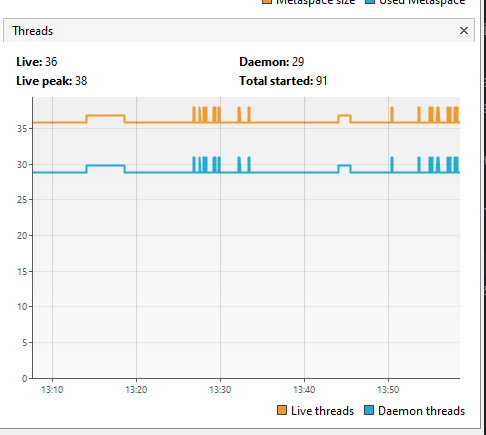 Metaspace size Used Metaspace
Threads ×
Live: 36 Daemon: 29
Live peak: 38 Total started: 91
35
30
25
20
15
10
5
0
13:10 13:20 13:30 13:40 13:50
Live threads Daemon threads